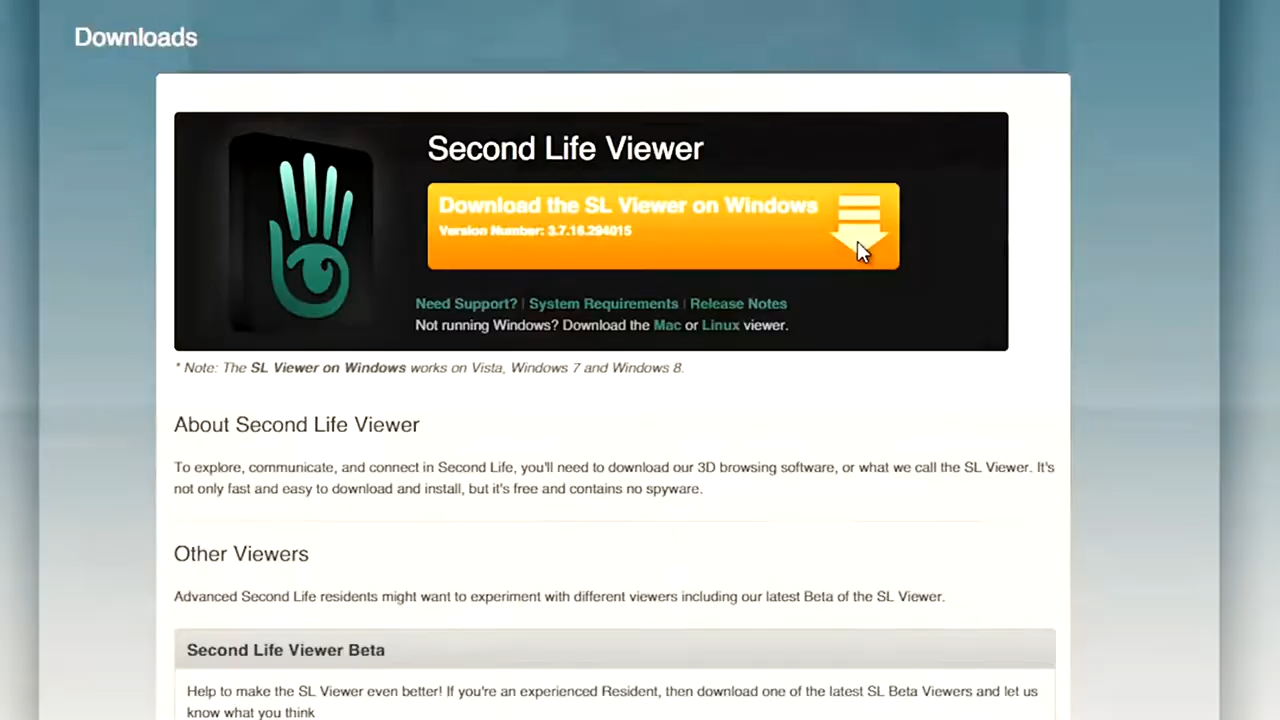 Downloads
Second Life Viewer
Download the SL Viewer on Windows
Version Number: 3.7.16.294015
Need Support? | System Requirements | Release Notes
Not running Windows? Download the Mac or Linux viewer.
* Note: The SL Viewer on Windows works on Vista, Windows 7 and Windows 8.
About Second Life Viewer
To explore, communicate, and connect in Second Life, you'll need to download our 3D browsing software, or what we call the SL Viewer. It's
not only fast and easy to download and install, but it's free and contains no spyware.
Other Viewers
Advanced Second Life residents might want to experiment with different viewers including our latest Beta of the SL Viewer.
Second Life Viewer Beta
Help to make the SL Viewer even better! If you're an experienced Resident, then download one of the latest SL Beta Viewers and let us
know what you think